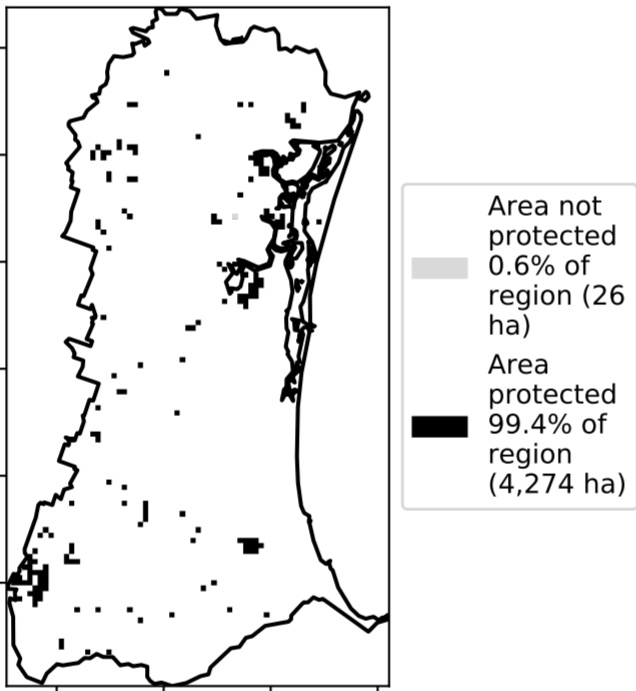 Area not
protected
0.6% of
region (26
ha)
Area
protected
99.4% of
region
(4,274 ha)